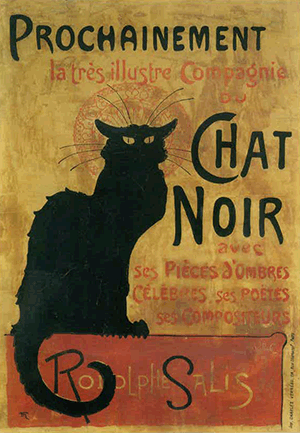 PROCHAINEMENT
la très illustre Compagnie
DU
CHAT
NOIR
avec
ses PIÈCES D'OMBRES
CÉLÈBRES, ses POÈTES
ses COMPOSITEURS
RODOLPHE SALIS